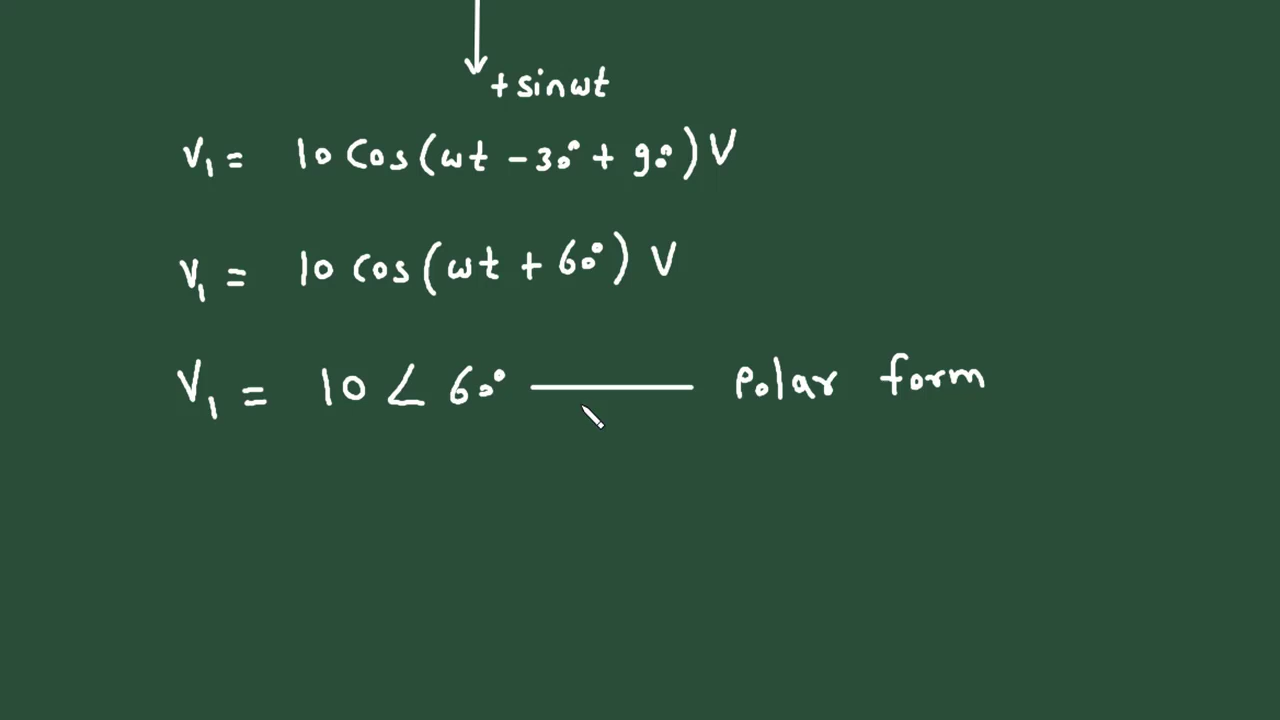 + sinωt
v₁ = 10 Cos(ωt - 30° + 90°) V
v₁ = 10 Cos(ωt + 60°) V
V₁ = 10 ∠ 60° —— Polar form